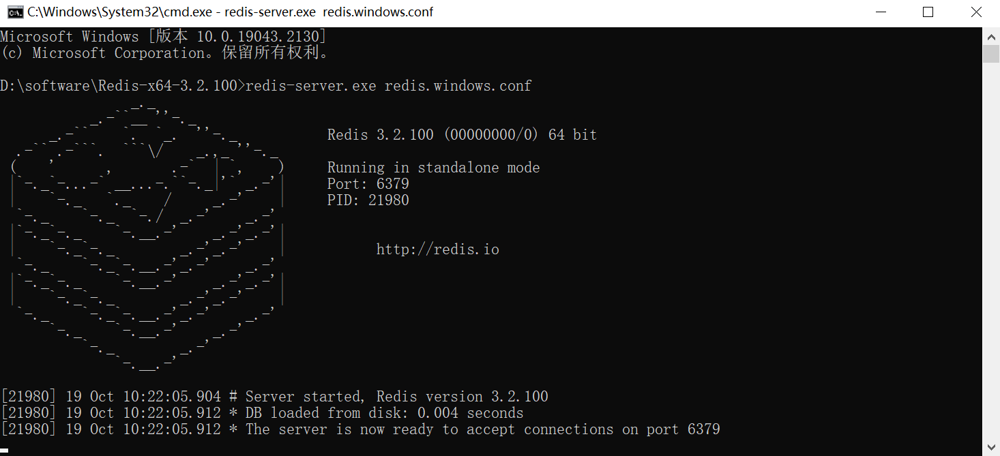 C:\Windows\System32\cmd.exe - redis-server.exe  redis.windows.conf
Microsoft Windows [版本 10.0.19043.2130]
(c) Microsoft Corporation。保留所有权利。
D:\software\Redis-x64-3.2.100>redis-server.exe redis.windows.conf
Redis 3.2.100 (00000000/0) 64 bit
Running in standalone mode
Port: 6379
PID: 21980
http://redis.io
[21980] 19 Oct 10:22:05.904 # Server started, Redis version 3.2.100
[21980] 19 Oct 10:22:05.912 * DB loaded from disk: 0.004 seconds
[21980] 19 Oct 10:22:05.912 * The server is now ready to accept connections on port 6379